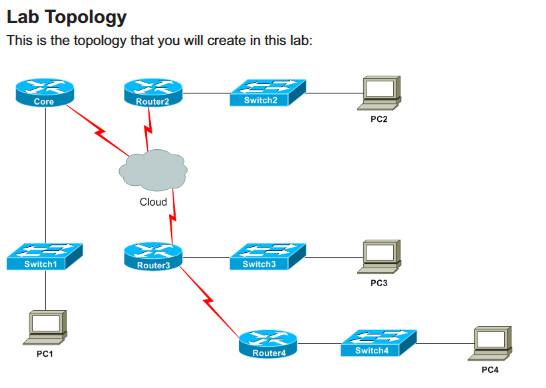 Lab Topology
This is the topology that you will create in this lab:
Core
Router2
Switch2
PC2
Cloud
Switch1
Router3
Switch3
PC3
PC1
Router4
Switch4
PC4